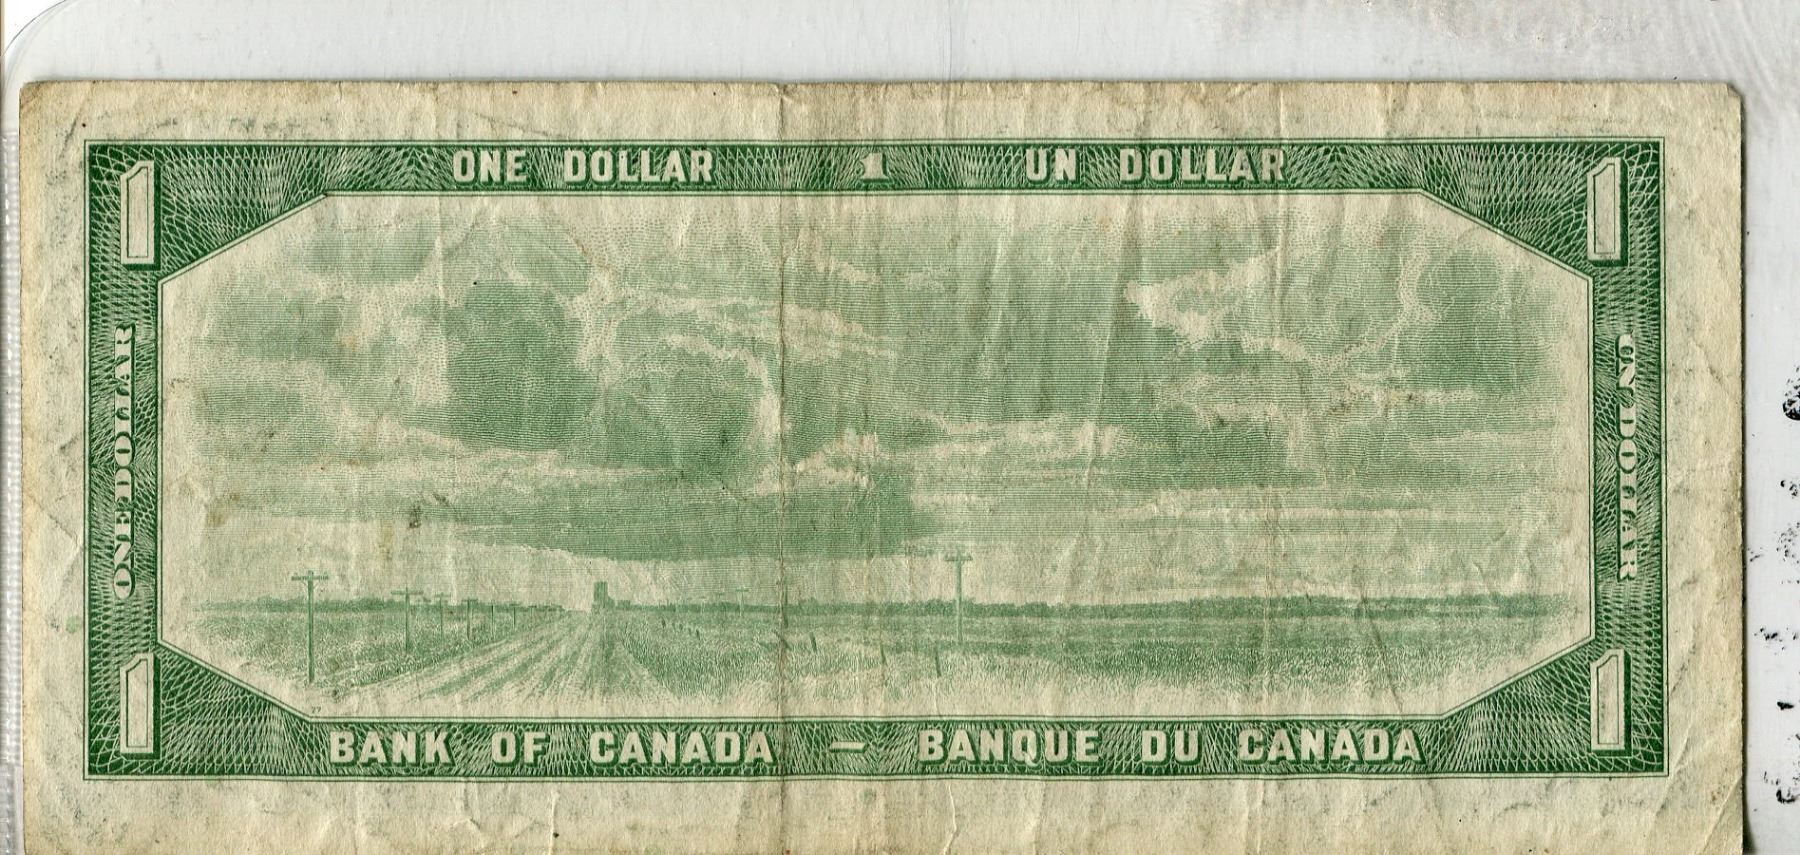 ONE DOLLAR 1 UN DOLLAR
1
1
ONE DOLLAR
UN DOLLAR
1
1
BANK OF CANADA — BANQUE DU CANADA